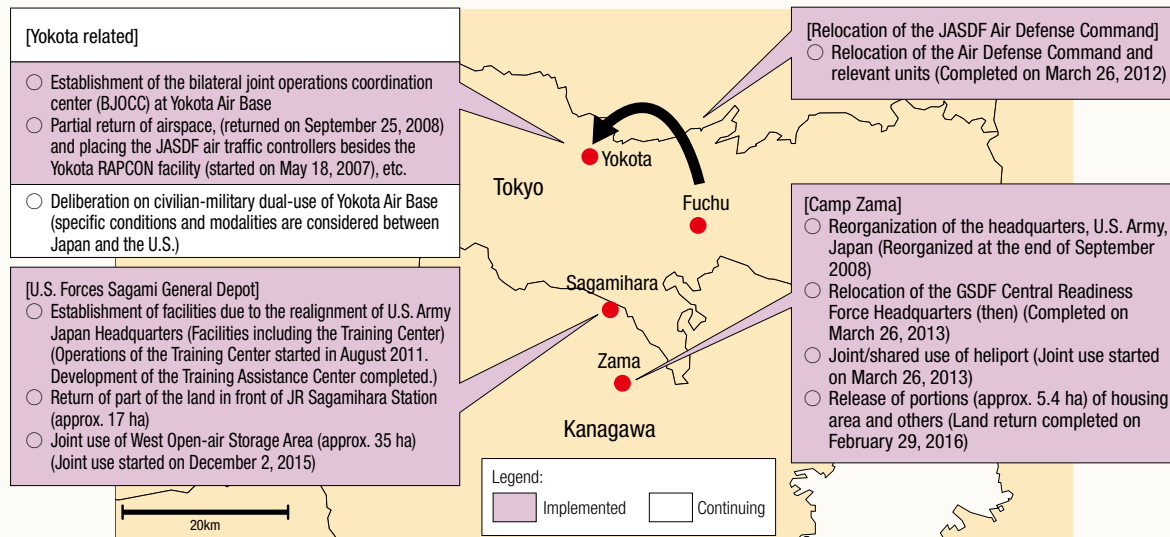 [Yokota related]
○ Establishment of the bilateral joint operations coordination
center (BJOCC) at Yokota Air Base
○ Partial return of airspace, (returned on September 25, 2008)
and placing the JASDF air traffic controllers besides the
Yokota RAPCON facility (started on May 18, 2007), etc.
○ Deliberation on civilian-military dual-use of Yokota Air Base
(specific conditions and modalities are considered between
Japan and the U.S.)
[U.S. Forces Sagami General Depot]
○ Establishment of facilities due to the realignment of U.S. Army
Japan Headquarters (Facilities including the Training Center)
(Operations of the Training Center started in August 2011.
Development of the Training Assistance Center completed.)
○ Return of part of the land in front of JR Sagamihara Station
(approx. 17 ha)
○ Joint use of West Open-air Storage Area (approx. 35 ha)
(Joint use started on December 2, 2015)
20km
Yokota
Tokyo
Fuchu
Sagamihara
Zama
Kanagawa
Legend:
Implemented
Continuing
[Relocation of the JASDF Air Defense Command]
○ Relocation of the Air Defense Command and
relevant units (Completed on March 26, 2012)
[Camp Zama]
○ Reorganization of the headquarters, U.S. Army,
Japan (Reorganized at the end of September
2008)
○ Relocation of the GSDF Central Readiness
Force Headquarters (then) (Completed on
March 26, 2013)
○ Joint/shared use of heliport (Joint use started
on March 26, 2013)
○ Release of portions (approx. 5.4 ha) of housing
area and others (Land return completed on
February 29, 2016)